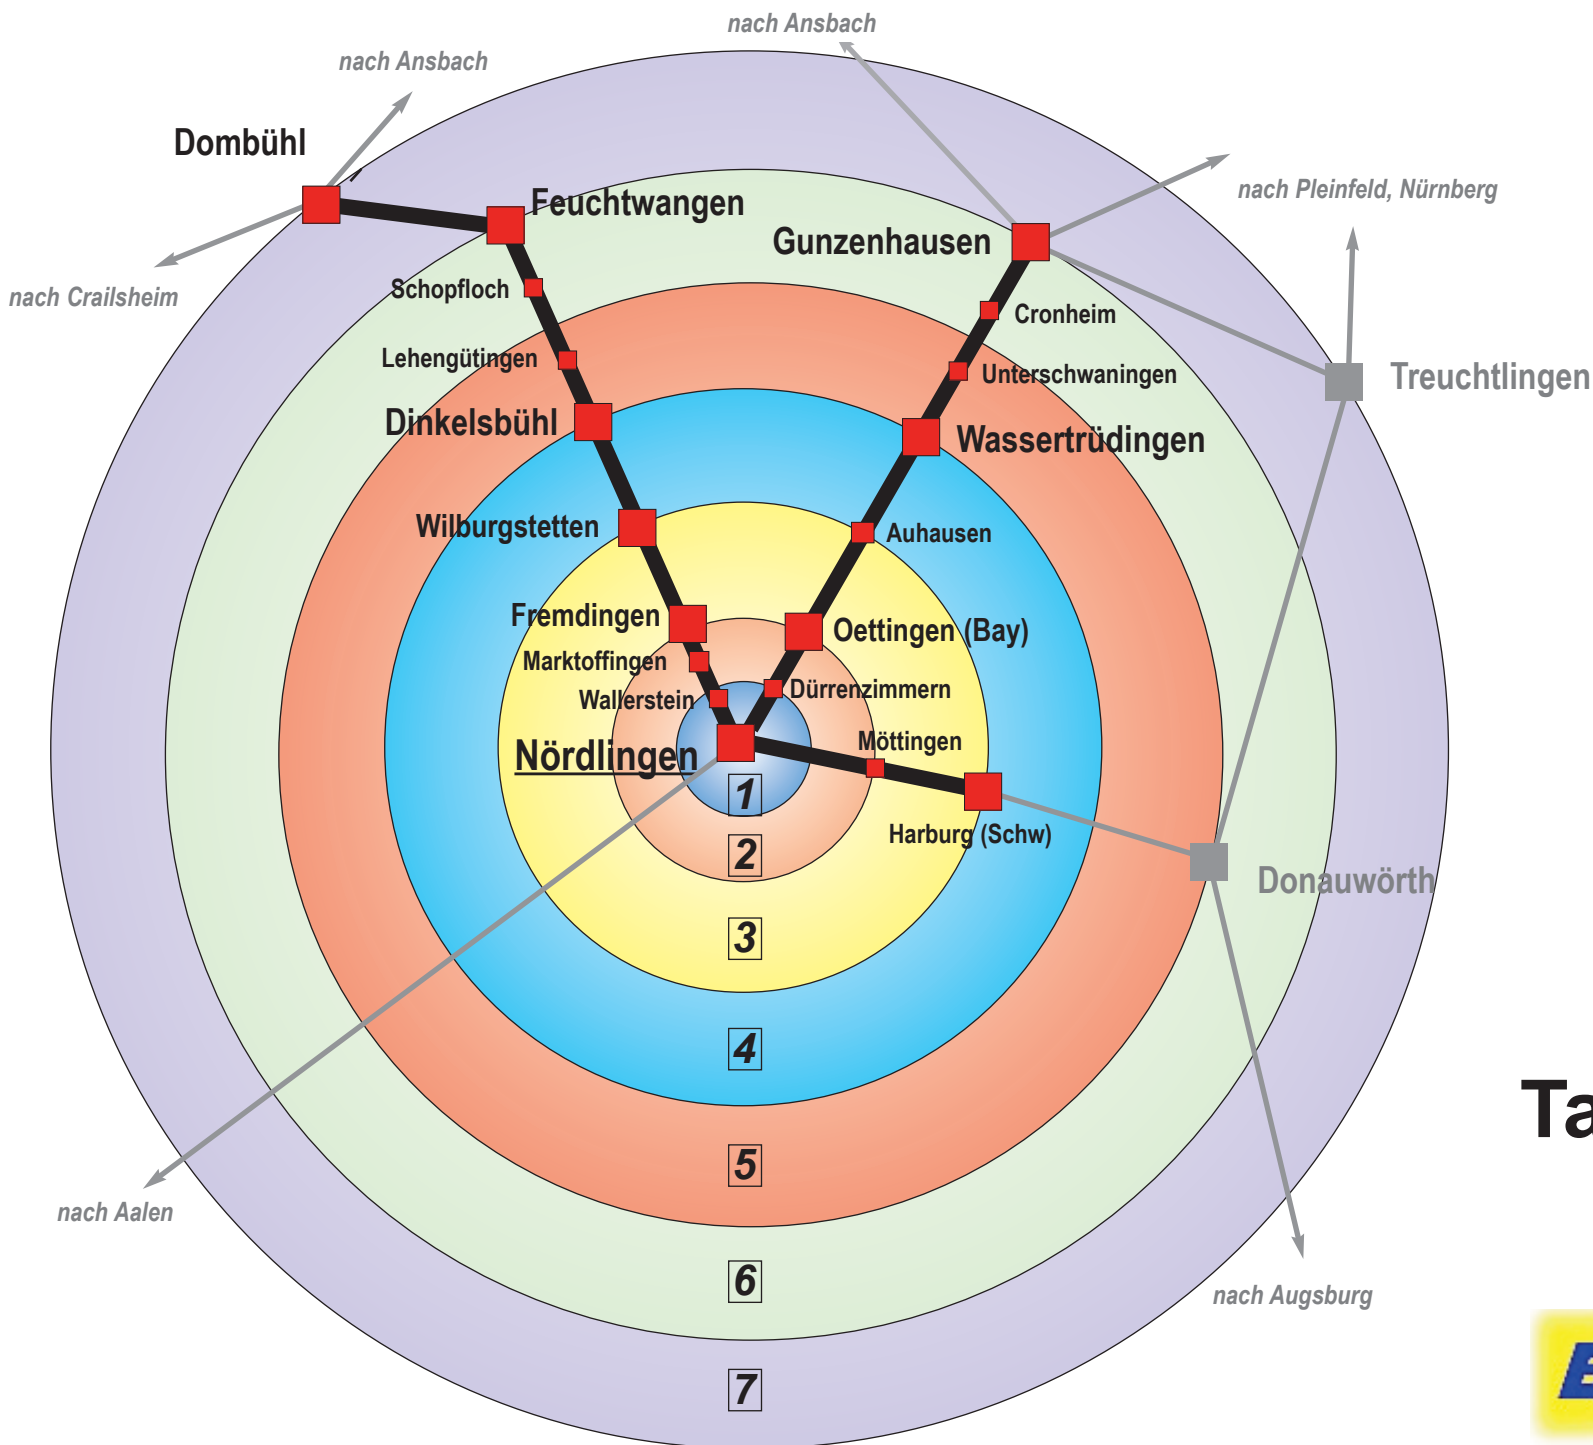 nach Ansbach
nach Ansbach
Dombühl
nach Pleinfeld, Nürnberg
Feuchtwangen
Gunzenhausen
nach Crailsheim
Schopfloch
Cronheim
Lehengütingen
Unterschwaningen
Treuchtlingen
Dinkelsbühl
Wassertrüdingen
Wilburgstetten
Auhausen
Fremdingen
Oettingen (Bay)
Marktoffingen
Wallerstein
Dürrenzimmern
Möttingen
Nördlingen
1
Harburg (Schw)
2
Donauwörth
3
4
Ta
5
nach Aalen
6
nach Augsburg
7